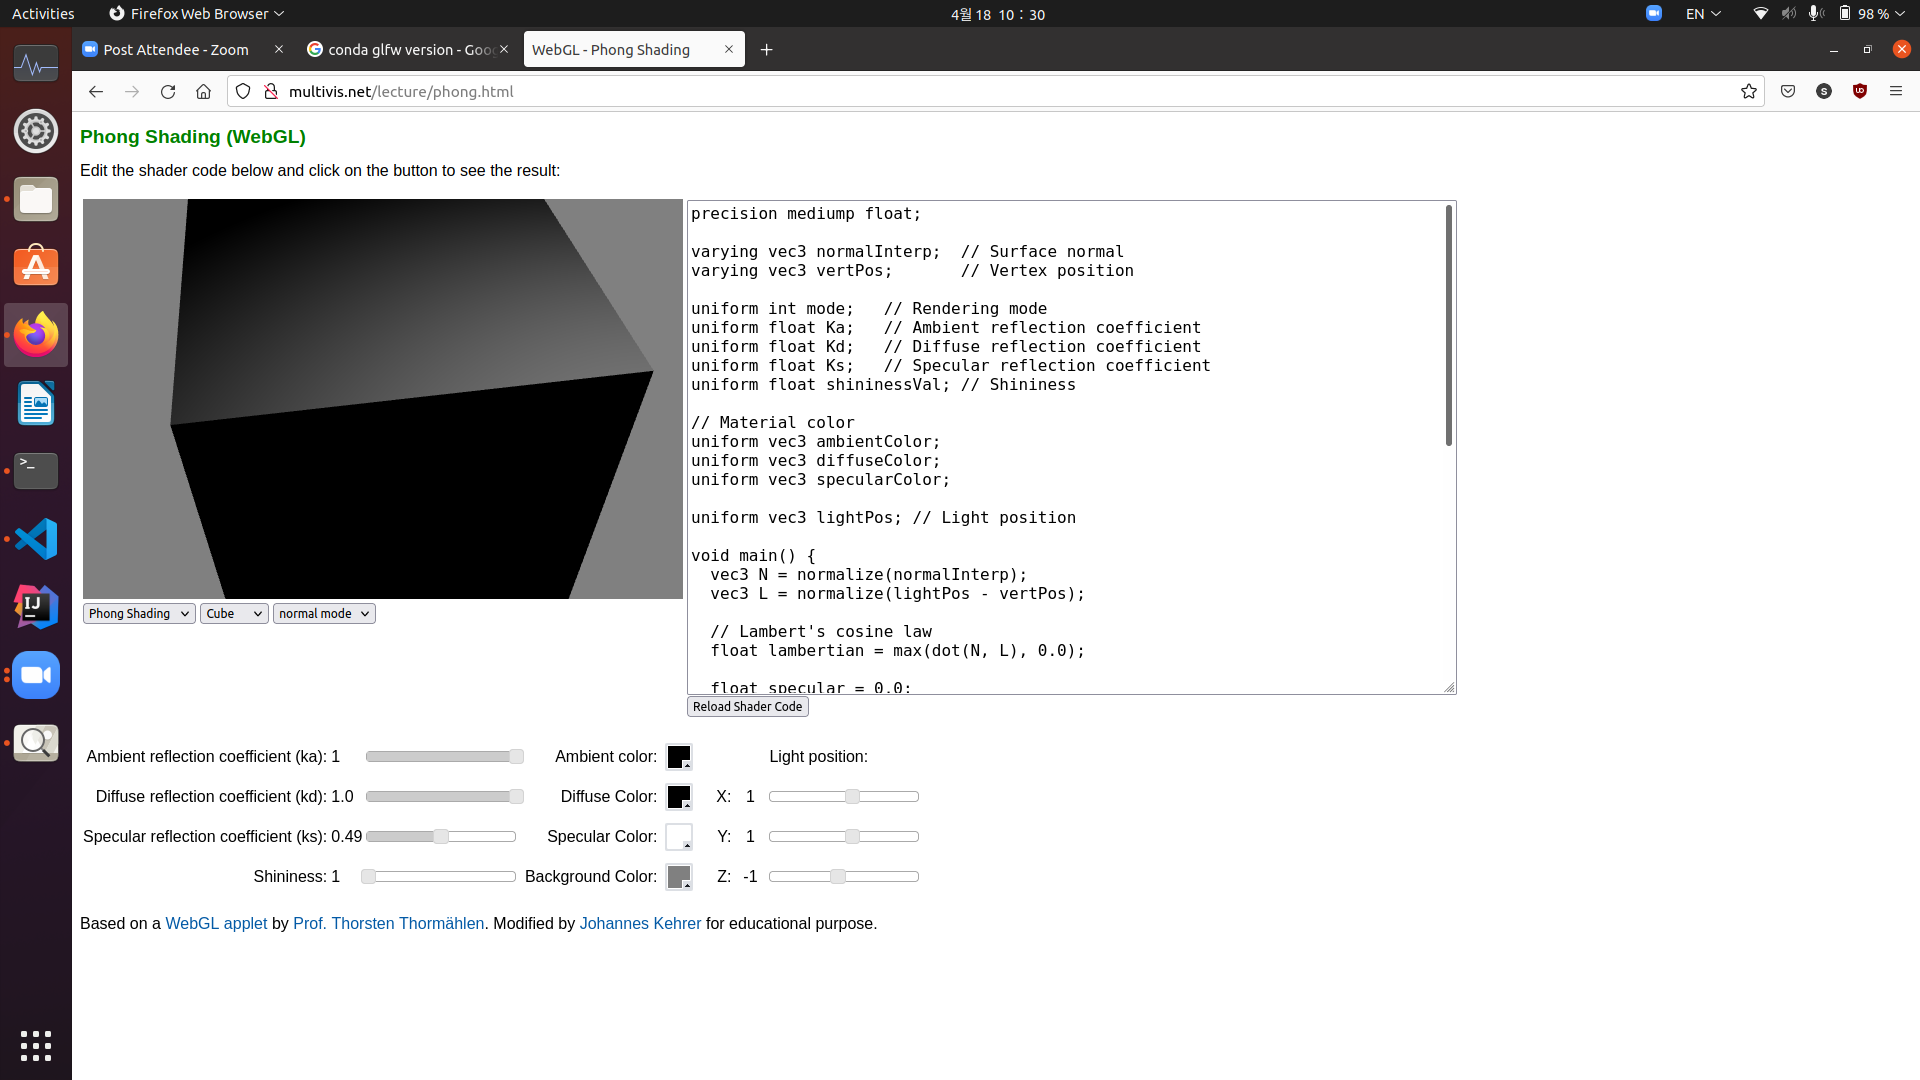 Activities
Firefox Web Browser
4월 18 10 : 30
EN
98 %
Post Attendee - Zoom
conda glfw version - Goo
WebGL - Phong Shading
multivis.net/lecture/phong.html
S
Phong Shading (WebGL)
Edit the shader code below and click on the button to see the result:
precision mediump float;
varying vec3 normalInterp;  // Surface normal
varying vec3 vertPos;       // Vertex position
uniform int mode;   // Rendering mode
uniform float Ka;   // Ambient reflection coefficient
uniform float Kd;   // Diffuse reflection coefficient
uniform float Ks;   // Specular reflection coefficient
uniform float shininessVal; // Shininess
// Material color
uniform vec3 ambientColor;
uniform vec3 diffuseColor;
uniform vec3 specularColor;
uniform vec3 lightPos; // Light position
void main() {
  vec3 N = normalize(normalInterp);
  vec3 L = normalize(lightPos - vertPos);
  // Lambert's cosine law
  float lambertian = max(dot(N, L), 0.0);
  float specular = 0.0;
Phong Shading
Cube
normal mode
Reload Shader Code
Ambient reflection coefficient (ka): 1
Ambient color:
Light position:
Diffuse reflection coefficient (kd): 1.0
Diffuse Color:
X: 1
Specular reflection coefficient (ks): 0.49
Specular Color:
Y: 1
Shininess: 1
Background Color:
Z: -1
Based on a WebGL applet by Prof. Thorsten Thormählen. Modified by Johannes Kehrer for educational purpose.
>_
IJ